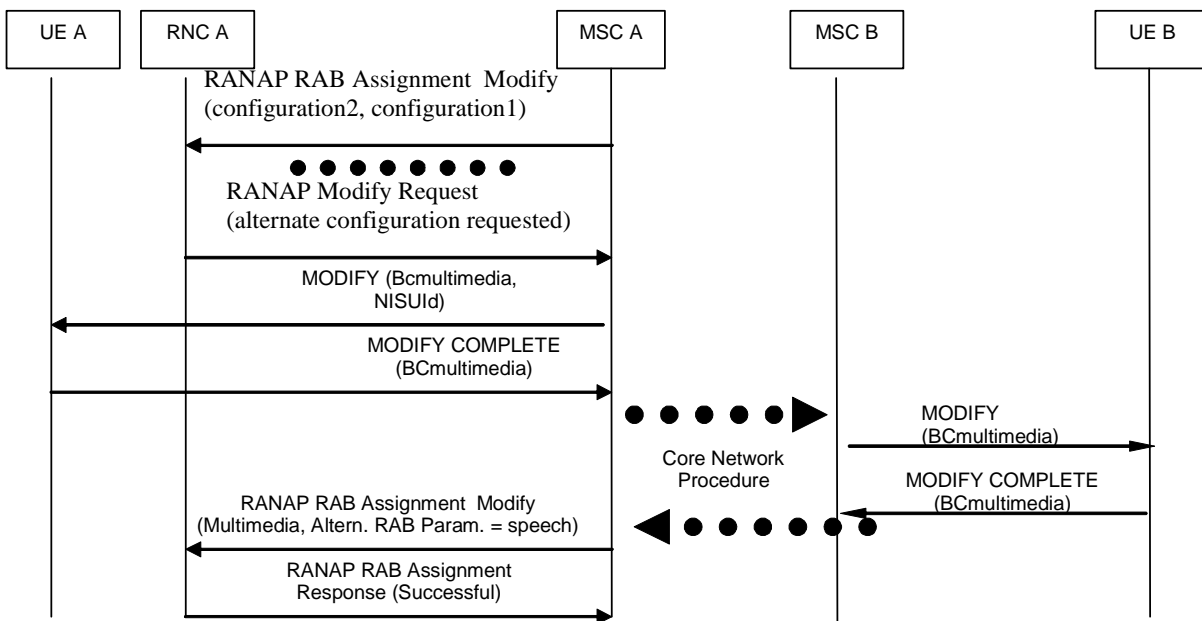 UE A
RNC A
MSC A
MSC B
UE B
RANAP RAB Assignment Modify
(configuration2, configuration1)
RANAP Modify Request
(alternate configuration requested)
MODIFY (Bcmultimedia,
NISUId)
MODIFY COMPLETE
(BCmultimedia)
MODIFY
(BCmultimedia)
Core Network
Procedure
MODIFY COMPLETE
(BCmultimedia)
RANAP RAB Assignment Modify
(Multimedia, Altern. RAB Param. = speech)
RANAP RAB Assignment
Response (Successful)